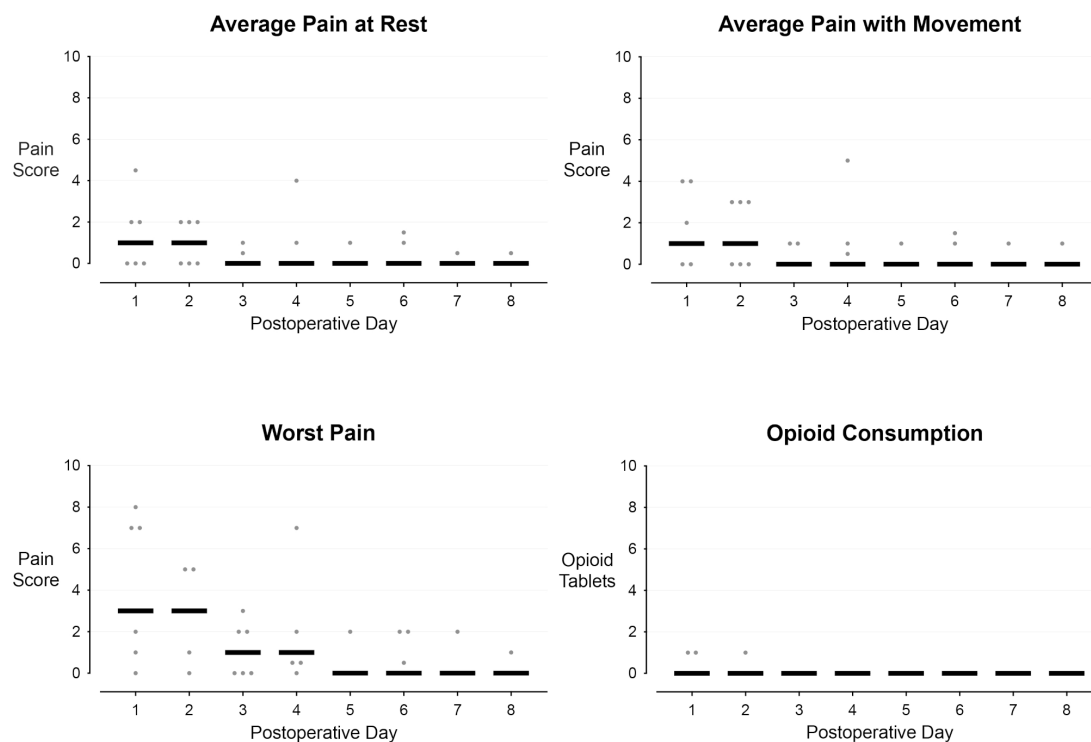 Average Pain at Rest
10
8
6
4
2
0
Pain
Score
1 2 3 4 5 6 7 8
Postoperative Day
Average Pain with Movement
10
8
6
4
2
0
Pain
Score
1 2 3 4 5 6 7 8
Postoperative Day
Worst Pain
10
8
6
4
2
0
Pain
Score
1 2 3 4 5 6 7 8
Postoperative Day
Opioid Consumption
10
8
6
4
2
0
Opioid
Tablets
1 2 3 4 5 6 7 8
Postoperative Day